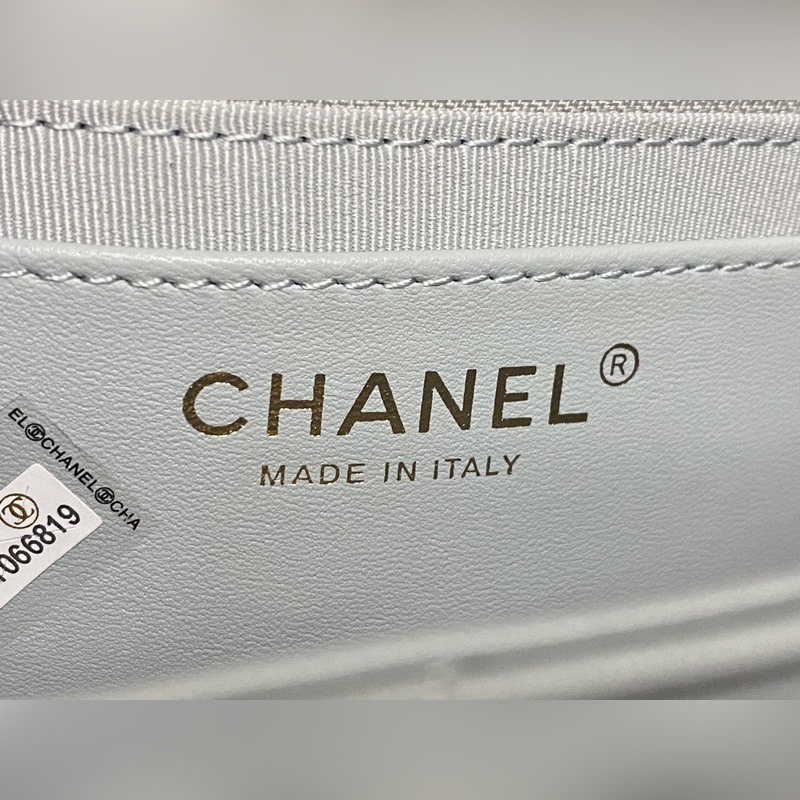 CHANEL®
MADE IN ITALY
EL CHANEL CHA
066819